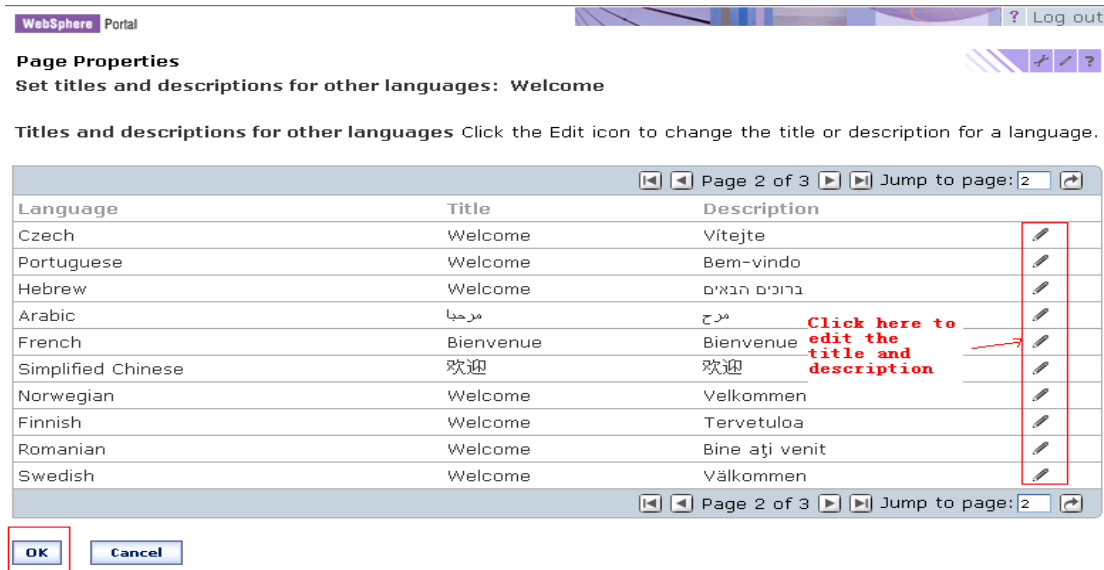 WebSphere Portal
? Log out
Page Properties
?
Set titles and descriptions for other languages: Welcome
Titles and descriptions for other languages Click the Edit icon to change the title or description for a language.
Page 2 of 3 Jump to page: 2
Language Title Description
Czech Welcome Vítejte
Portuguese Welcome Bem-vindo
Hebrew Welcome ברוכים הבאים
Arabic مرحبا مرح
French Bienvenue Bienvenue
Simplified Chinese 欢迎 欢迎
Norwegian Welcome Velkommen
Finnish Welcome Tervetuloa
Romanian Welcome Bine aţi venit
Swedish Welcome Välkommen
Click here to
edit the
title and
description
Page 2 of 3 Jump to page: 2
OK Cancel